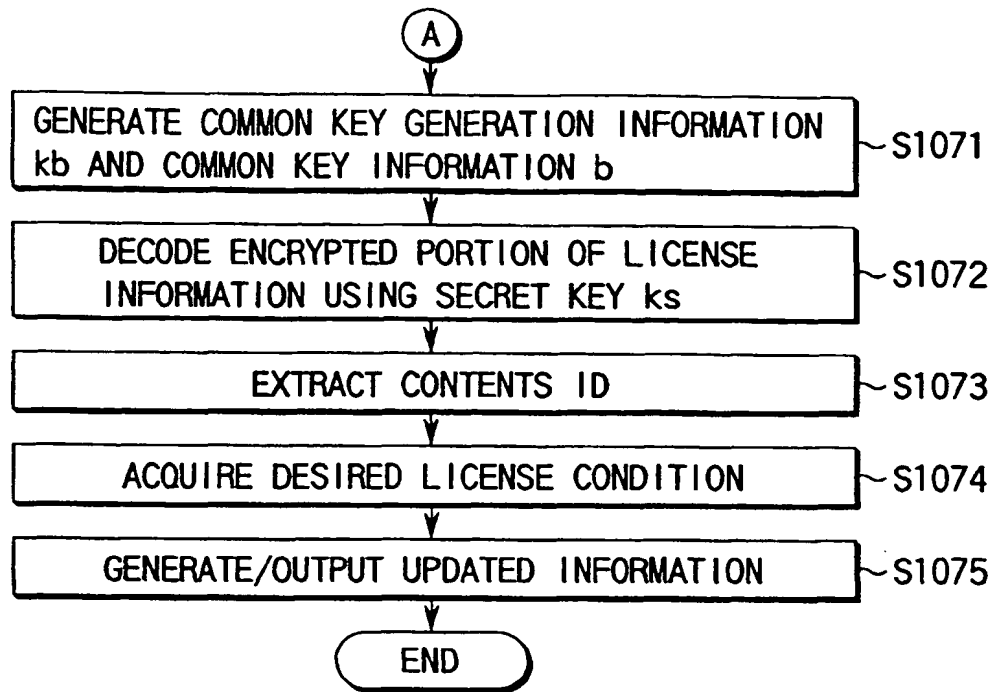 A
GENERATE COMMON KEY GENERATION INFORMATION
kb AND COMMON KEY INFORMATION b
S1071
DECODE ENCRYPTED PORTION OF LICENSE
INFORMATION USING SECRET KEY ks
S1072
EXTRACT CONTENTS ID
S1073
ACQUIRE DESIRED LICENSE CONDITION
S1074
GENERATE/OUTPUT UPDATED INFORMATION
S1075
END